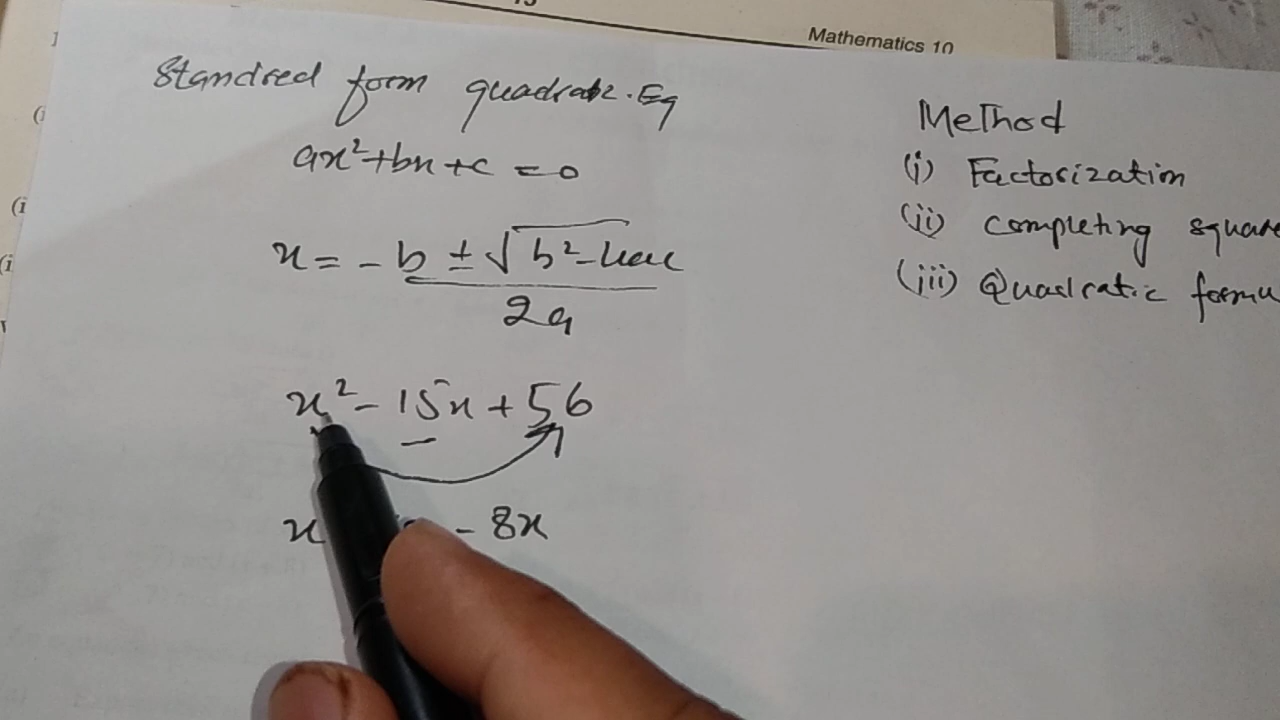 Mathematics 10
Standred form quadratic. Eq
ax²+bx+c = 0
x = -b ± √b²-4ac
2a
x² - 15x + 56
x - 8x
Method
(i) Factorization
(ii) Completing square
(iii) Quadratic formu